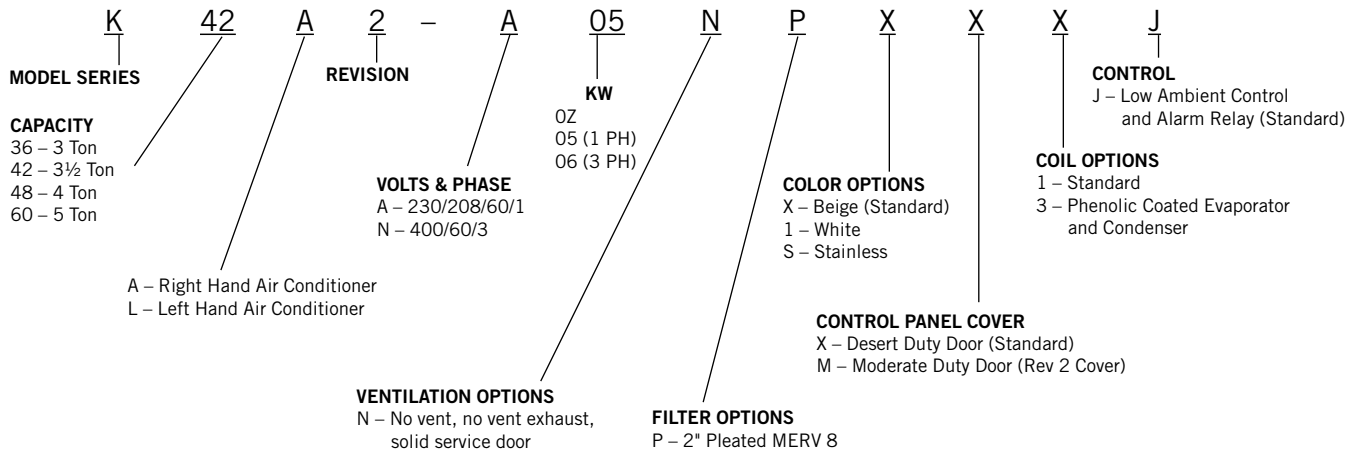 K 42 A 2 – A 05 N P X X X J
MODEL SERIES
CAPACITY
36 – 3 Ton
42 – 3½ Ton
48 – 4 Ton
60 – 5 Ton
A – Right Hand Air Conditioner
L – Left Hand Air Conditioner
REVISION
VOLTS & PHASE
A – 230/208/60/1
N – 400/60/3
KW
0Z
05 (1 PH)
06 (3 PH)
VENTILATION OPTIONS
N – No vent, no vent exhaust,
solid service door
FILTER OPTIONS
P – 2" Pleated MERV 8
COLOR OPTIONS
X – Beige (Standard)
1 – White
S – Stainless
CONTROL PANEL COVER
X – Desert Duty Door (Standard)
M – Moderate Duty Door (Rev 2 Cover)
COIL OPTIONS
1 – Standard
3 – Phenolic Coated Evaporator
and Condenser
CONTROL
J – Low Ambient Control
and Alarm Relay (Standard)